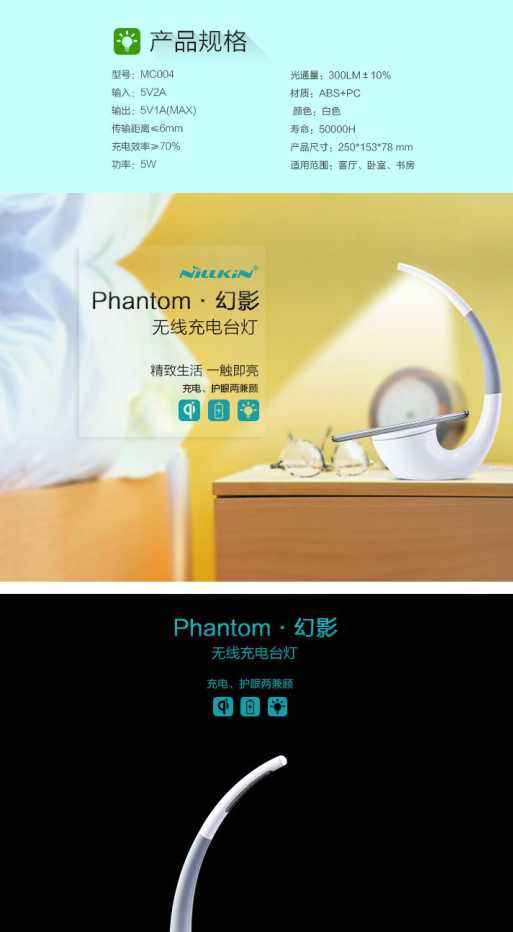 产品规格
型号：MC004
输入：5V2A
输出：5V1A(MAX)
传输距离≤6mm
充电效率≥70%
功率：5W
光通量：300LM±10%
材质：ABS+PC
颜色：白色
寿命：50000H
产品尺寸：250*153*78 mm
适用范围：客厅、卧室、书房
NILLKIN®
Phantom · 幻影
无线充电台灯
精致生活 一触即亮
充电、护眼两兼顾
Phantom · 幻影
无线充电台灯
充电、护眼两兼顾